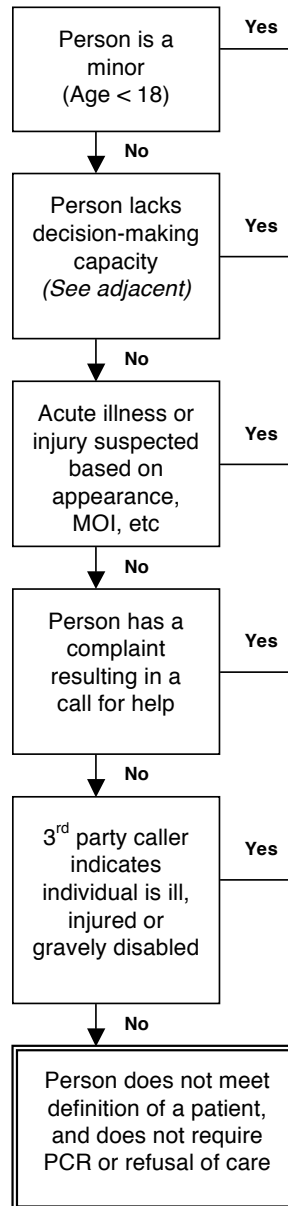 Person is a
minor
(Age < 18)
Yes
No
Person lacks
decision-making
capacity
(See adjacent)
Yes
No
Acute illness or
injury suspected
based on
appearance,
MOI, etc
Yes
No
Person has a
complaint
resulting in a
call for help
Yes
No
3rd party caller
indicates
individual is ill,
injured or
gravely disabled
Yes
No
Person does not meet
definition of a patient,
and does not require
PCR or refusal of care